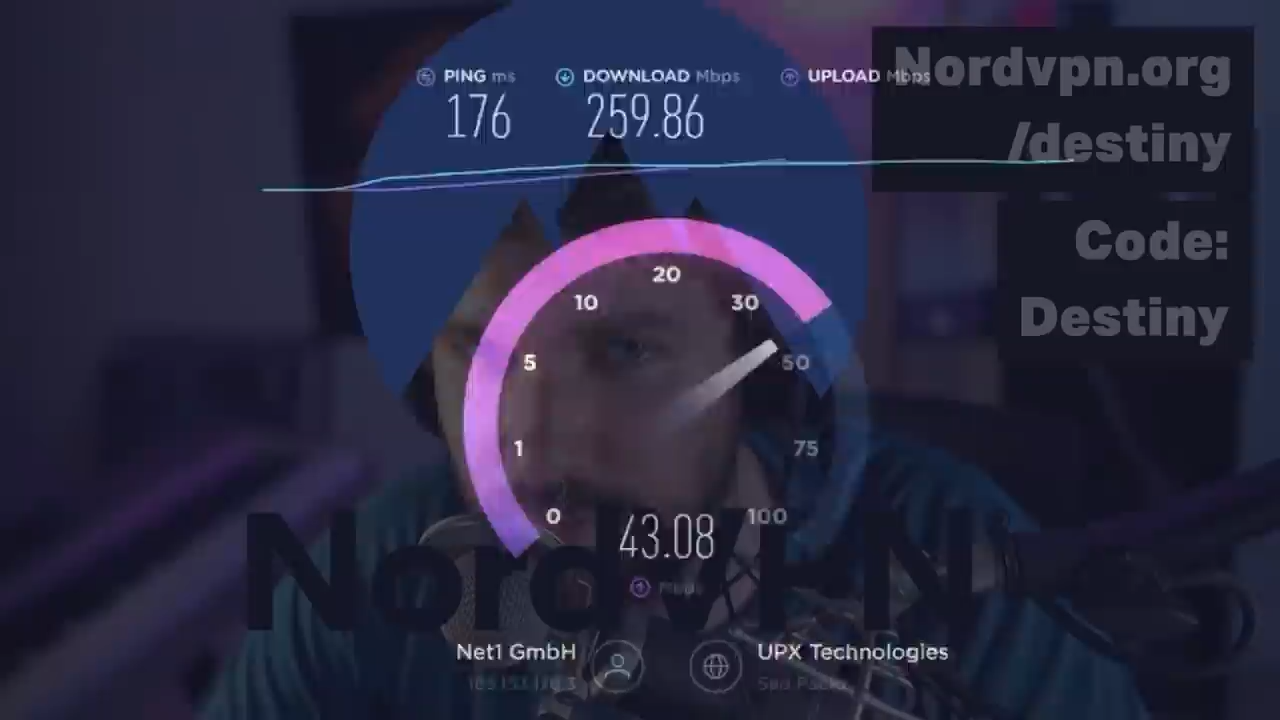 PING ms
DOWNLOAD Mbps
UPLOAD Mbps
176
259.86
Nordvpn.org
/destiny
Code:
Destiny
20
10
30
5
50
1
75
0
100
43.08
Mbps
NordVPN
Net1 GmbH
UPX Technologies